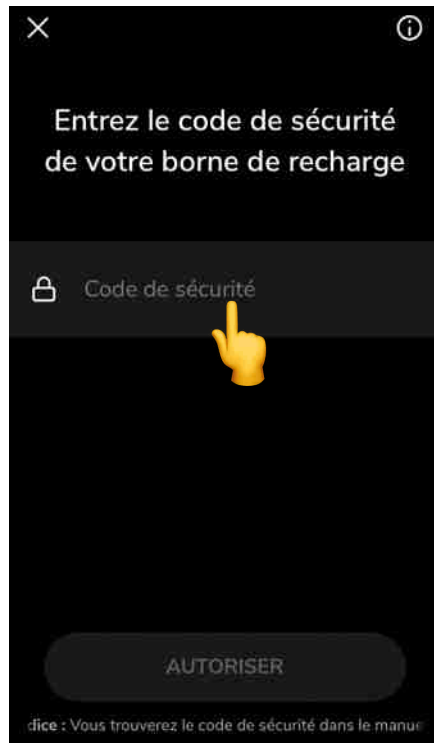 Entrez le code de sécurité
de votre borne de recharge
Code de sécurité
AUTORISER
dice : Vous trouverez le code de sécurité dans le manue